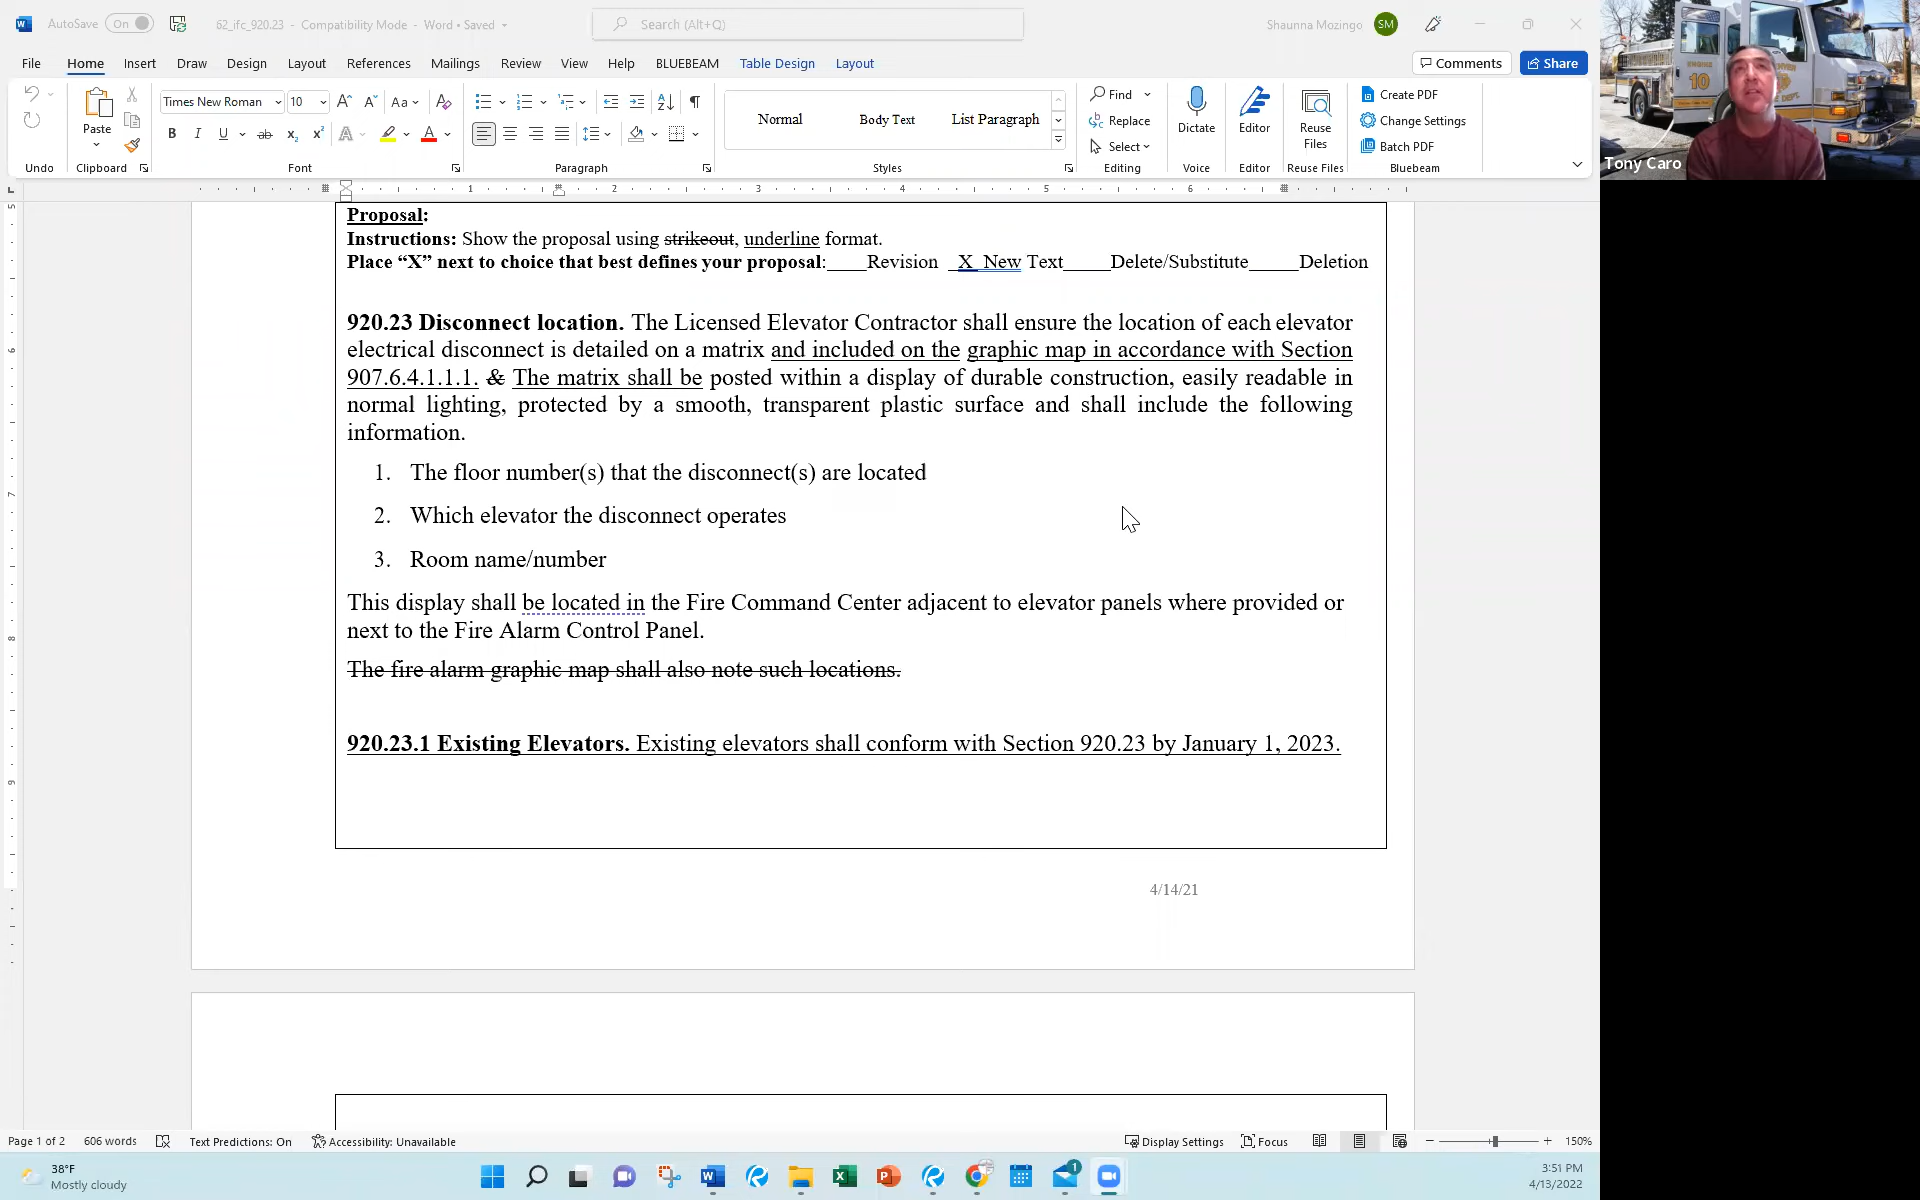 AutoSave On 62_ifc_920.23 - Compatibility Mode - Word • Saved Search (Alt+Q) Shaunna Mozingo SM
File Home Insert Draw Design Layout References Mailings Review View Help BLUEBEAM Table Design Layout Comments Share
Times New Roman 10 Aa Find Create PDF
Paste Normal Body Text List Paragraph Replace Dictate Editor Reuse Files Change Settings
B I U ab x₂ x² A A Select Batch PDF
Undo Clipboard Font Paragraph Styles Editing Voice Editor Reuse Files Bluebeam
10
Tony Caro
1 2 3 4 5 6
Proposal:
Instructions: Show the proposal using strikeout, underline format.
Place “X” next to choice that best defines your proposal:____Revision _X_New Text_____Delete/Substitute_____Deletion
920.23 Disconnect location. The Licensed Elevator Contractor shall ensure the location of each elevator
electrical disconnect is detailed on a matrix and included on the graphic map in accordance with Section
907.6.4.1.1.1. & The matrix shall be posted within a display of durable construction, easily readable in
normal lighting, protected by a smooth, transparent plastic surface and shall include the following
information.
1. The floor number(s) that the disconnect(s) are located
2. Which elevator the disconnect operates
3. Room name/number
This display shall be located in the Fire Command Center adjacent to elevator panels where provided or
next to the Fire Alarm Control Panel.
The fire alarm graphic map shall also note such locations.
920.23.1 Existing Elevators. Existing elevators shall conform with Section 920.23 by January 1, 2023.
4/14/21
Page 1 of 2 606 words Text Predictions: On Accessibility: Unavailable Display Settings Focus 150%
38°F
Mostly cloudy
1
3:51 PM
4/13/2022